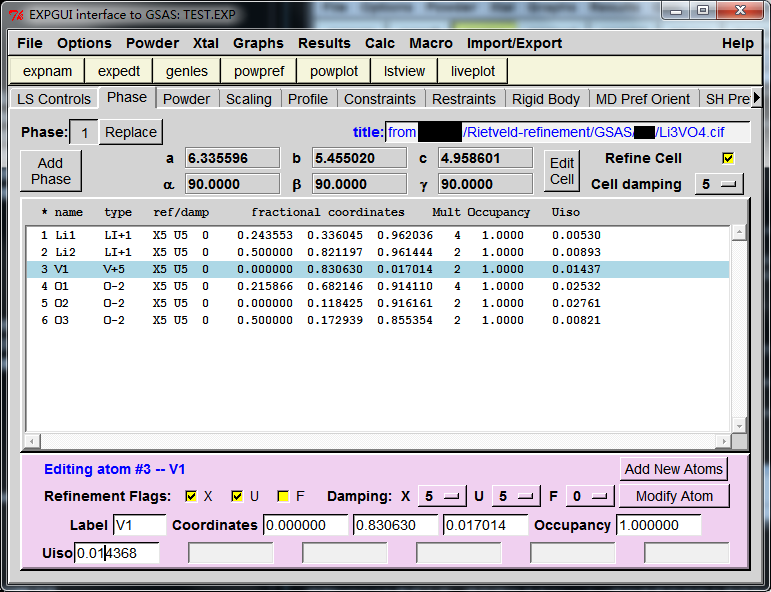 EXPGUI interface to GSAS: TEST.EXP
File Options Powder Xtal Graphs Results Calc Macro Import/Export Help
expnam expedt genles powpref powplot lstview liveplot
LS Controls Phase Powder Scaling Profile Constraints Restraints Rigid Body MD Pref Orient SH Pre
Phase: 1 Replace title: from /Rietveld-refinement/GSAS/ /Li3VO4.cif
Add Phase a 6.335596 b 5.455020 c 4.958601 Edit Cell Refine Cell
α 90.0000 β 90.0000 γ 90.0000 Cell damping 5
* name type ref/damp fractional coordinates Mult Occupancy Uiso
1 Li1 LI+1 X5 U5 0 0.243553 0.336045 0.962036 4 1.0000 0.00530
2 Li2 LI+1 X5 U5 0 0.500000 0.821197 0.961444 2 1.0000 0.00893
3 V1 V+5 X5 U5 0 0.000000 0.830630 0.017014 2 1.0000 0.01437
4 O1 O-2 X5 U5 0 0.215866 0.682146 0.914110 4 1.0000 0.02532
5 O2 O-2 X5 U5 0 0.000000 0.118425 0.916161 2 1.0000 0.02761
6 O3 O-2 X5 U5 0 0.500000 0.172939 0.855354 2 1.0000 0.00821
Editing atom #3 -- V1 Add New Atoms
Refinement Flags: X U F Damping: X 5 U 5 F 0 Modify Atom
Label V1 Coordinates 0.000000 0.830630 0.017014 Occupancy 1.000000
Uiso 0.014368